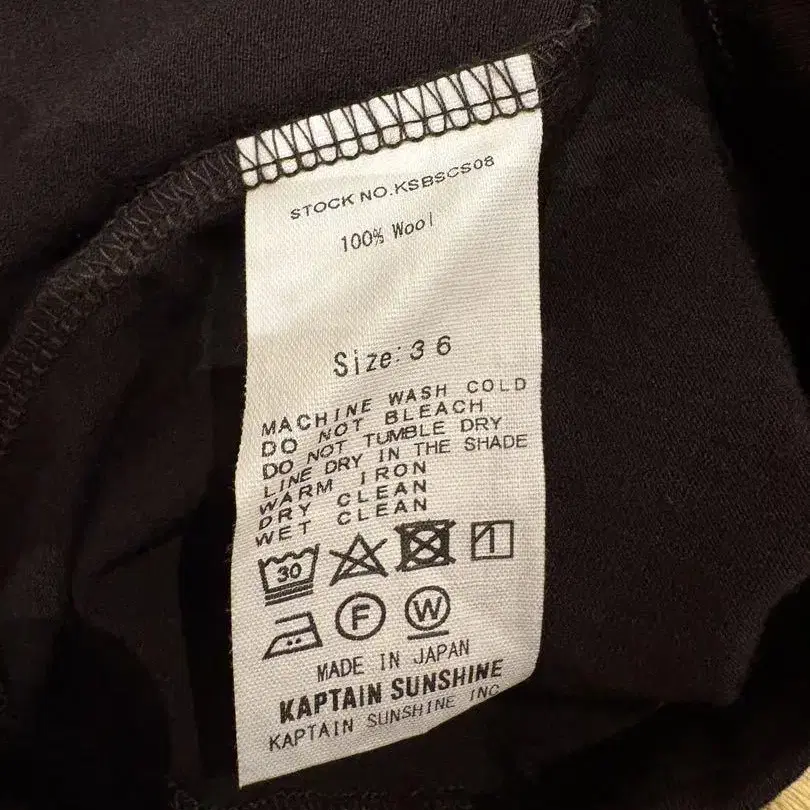 STOCK NO.KSBSCS08
100% Wool
Size:36
MACHINE WASH COLD
DO NOT BLEACH
DO NOT TUMBLE DRY
LINE DRY IN THE SHADE
WARM IRON
DRY CLEAN
WET CLEAN
30
F W
MADE IN JAPAN
KAPTAIN SUNSHINE
KAPTAIN SUNSHINE INC